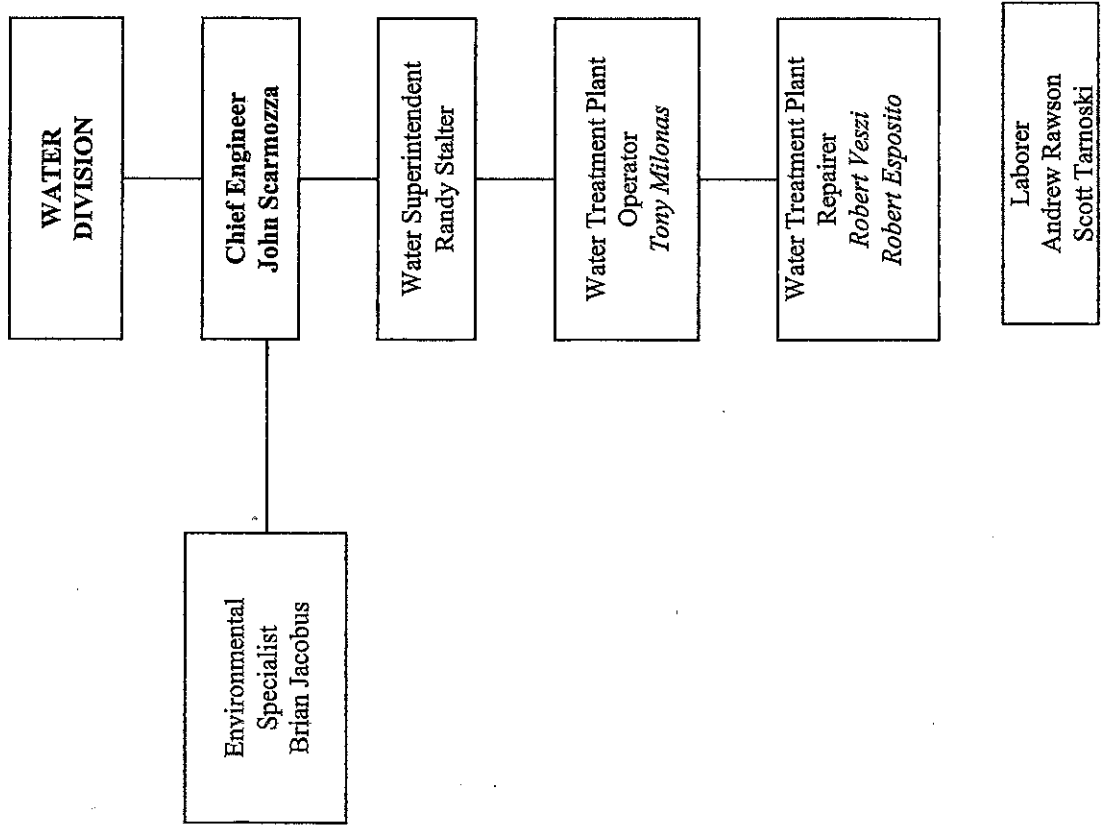 WATER
DIVISION
Chief Engineer
John Scarmozza
Environmental
Specialist
Brian Jacobus
Water Superintendent
Randy Stalter
Water Treatment Plant
Operator
Tony Milonas
Water Treatment Plant
Repairer
Robert Veszi
Robert Esposito
Laborer
Andrew Rawson
Scott Tarnoski